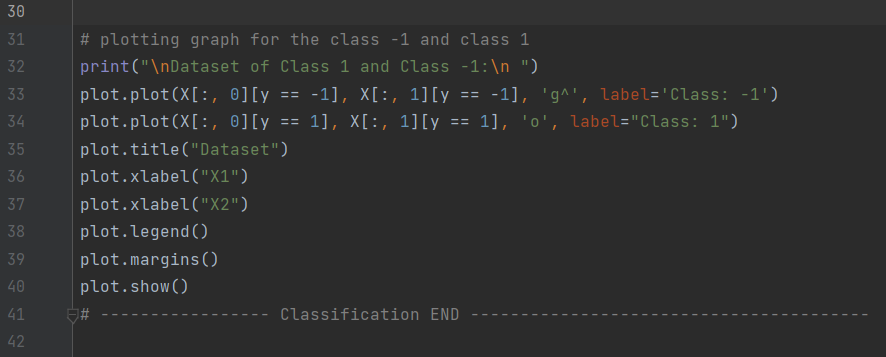 30
31 # plotting graph for the class -1 and class 1
32 print("\nDataset of Class 1 and Class -1:\n ")
33 plot.plot(X[:, 0][y == -1], X[:, 1][y == -1], 'g^', label='Class: -1')
34 plot.plot(X[:, 0][y == 1], X[:, 1][y == 1], 'o', label="Class: 1")
35 plot.title("Dataset")
36 plot.xlabel("X1")
37 plot.xlabel("X2")
38 plot.legend()
39 plot.margins()
40 plot.show()
41 # ----------------- Classification END ----------------------------------------
42